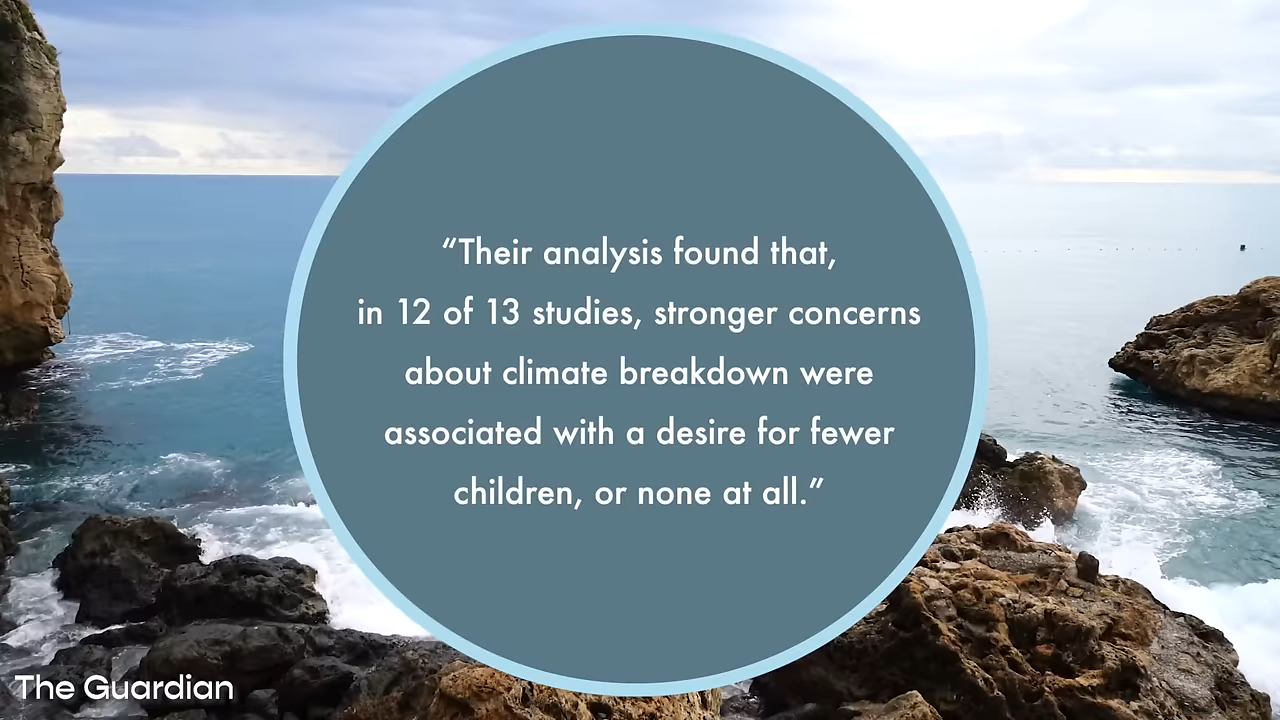 “Their analysis found that,
in 12 of 13 studies, stronger concerns
about climate breakdown were
associated with a desire for fewer
children, or none at all.”
The Guardian